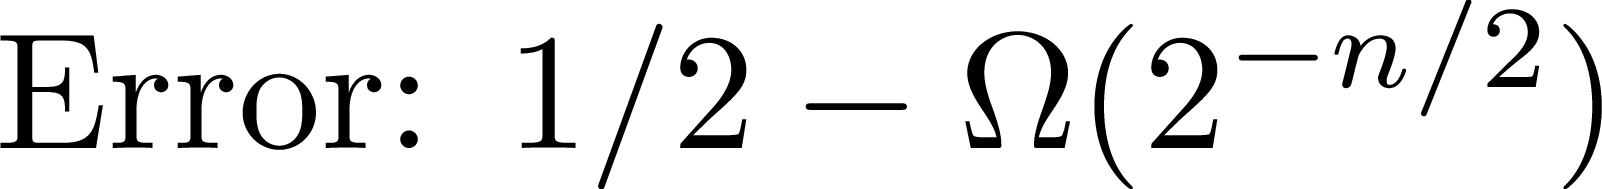 Error: 1/2 − Ω(2^{−n/2})